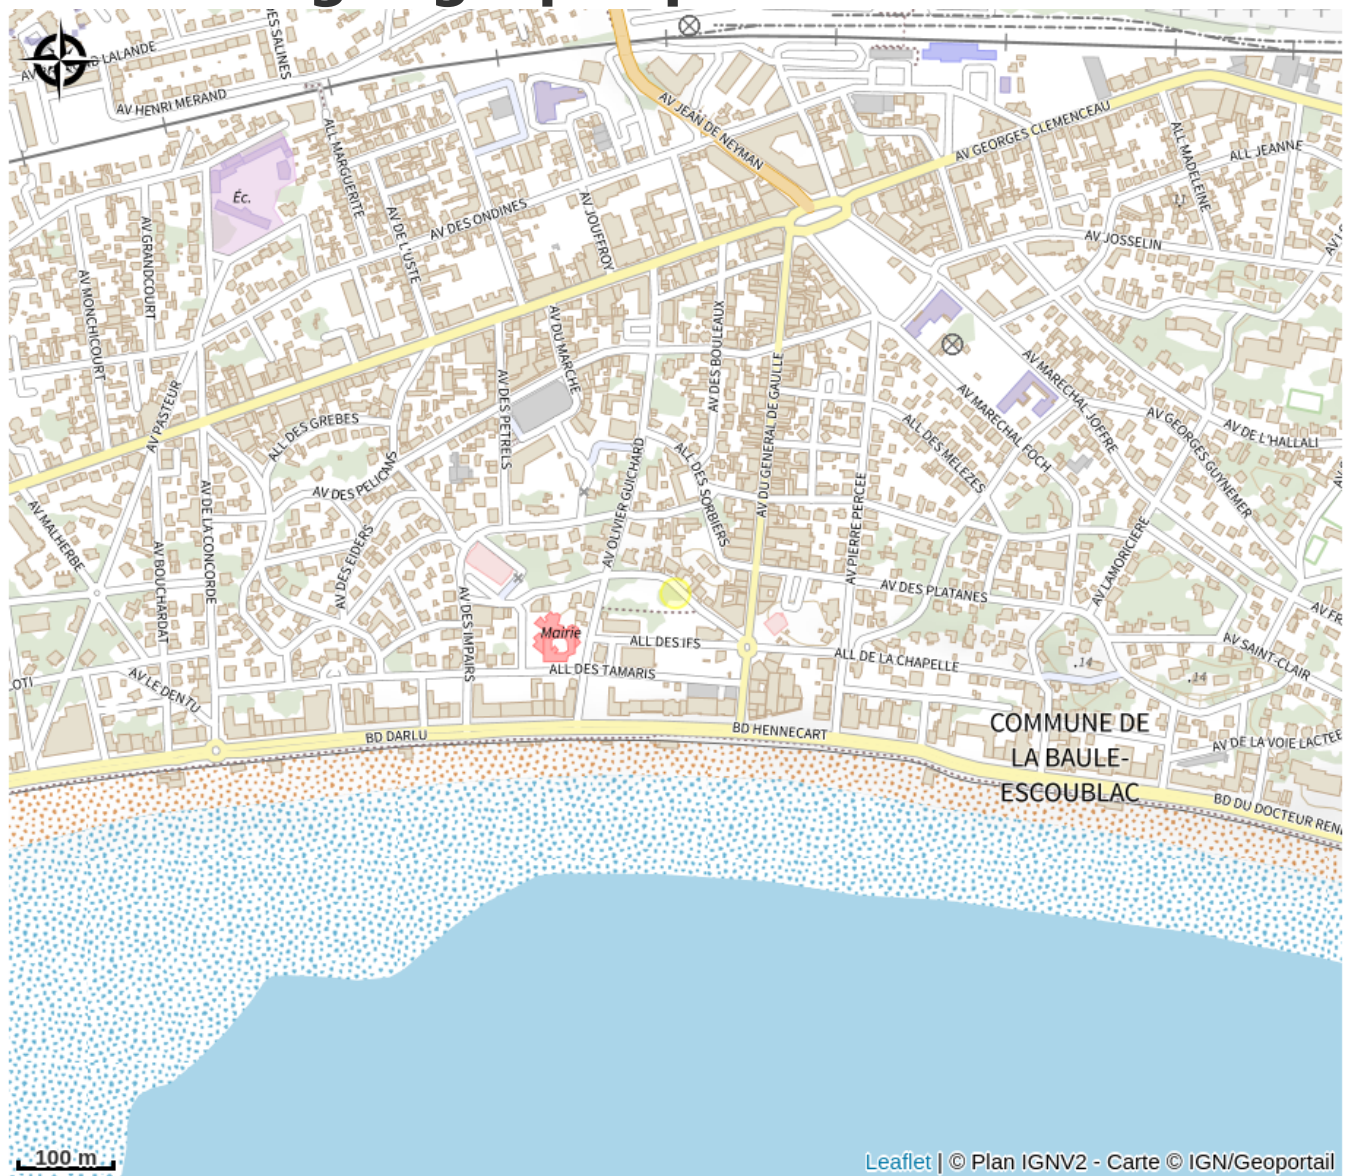 AV HENRI MERAND
ALL MARGUERITE
AV JEAN DE NEYMAN
AV GEORGES CLEMENCEAU
ALL MADELEINE
ALL JEANNE
Éc.
AV GRANDCOURT
AV MONCHICOURT
AV DE L'USTE
AV DES ONDINES
AV JOUFFROY
AV JOSSELIN
AV DU MARCHE
AV DES BOULEAUX
AV DU GENERAL DE GAULLE
AV PASTEUR
ALL DES GREBES
AV DES PETRELS
AV MARECHAL JOFFRE
AV MARECHAL FOCH
AV GEORGES GUYNEMER
AV DE L'HALLALI
ALL DES MELEZES
AV OLIVIER GUICHARD
ALL DES SORBIERS
AV DES PELICANS
AV MALHERBE
AV DE LA CONCORDE
AV BOUCHARDAT
AV DES EIDERS
AV DES IMPAIRS
AV PIERRE PERCEE
AV DES PLATANES
AV LAMORICIERE
AV SAINT-CLAIR
Mairie
ALL DES IFS
ALL DES TAMARIS
ALL DE LA CHAPELLE
14
14
AV LE DENTU
BD DARLU
BD HENNECART
COMMUNE DE
LA BAULE-
ESCOUBLAC
AV DE LA VOIE LACTEE
BD DU DOCTEUR REN
100 m
Leaflet | © Plan IGNV2 - Carte © IGN/Geoportail